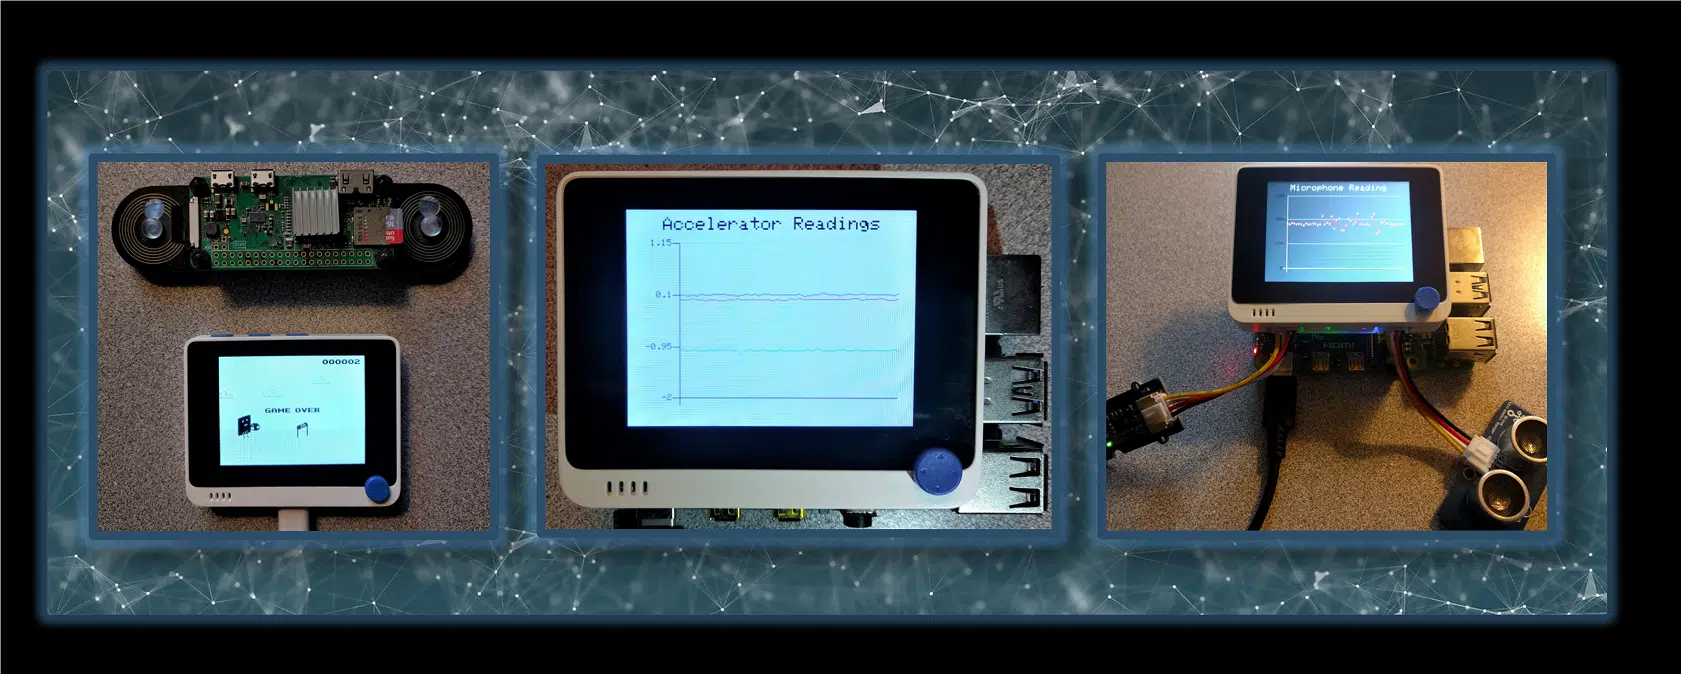 000002
GAME OVER
Accelerator Readings
1.15
0.1
-0.95
-2
Microphone Reading
HDMI